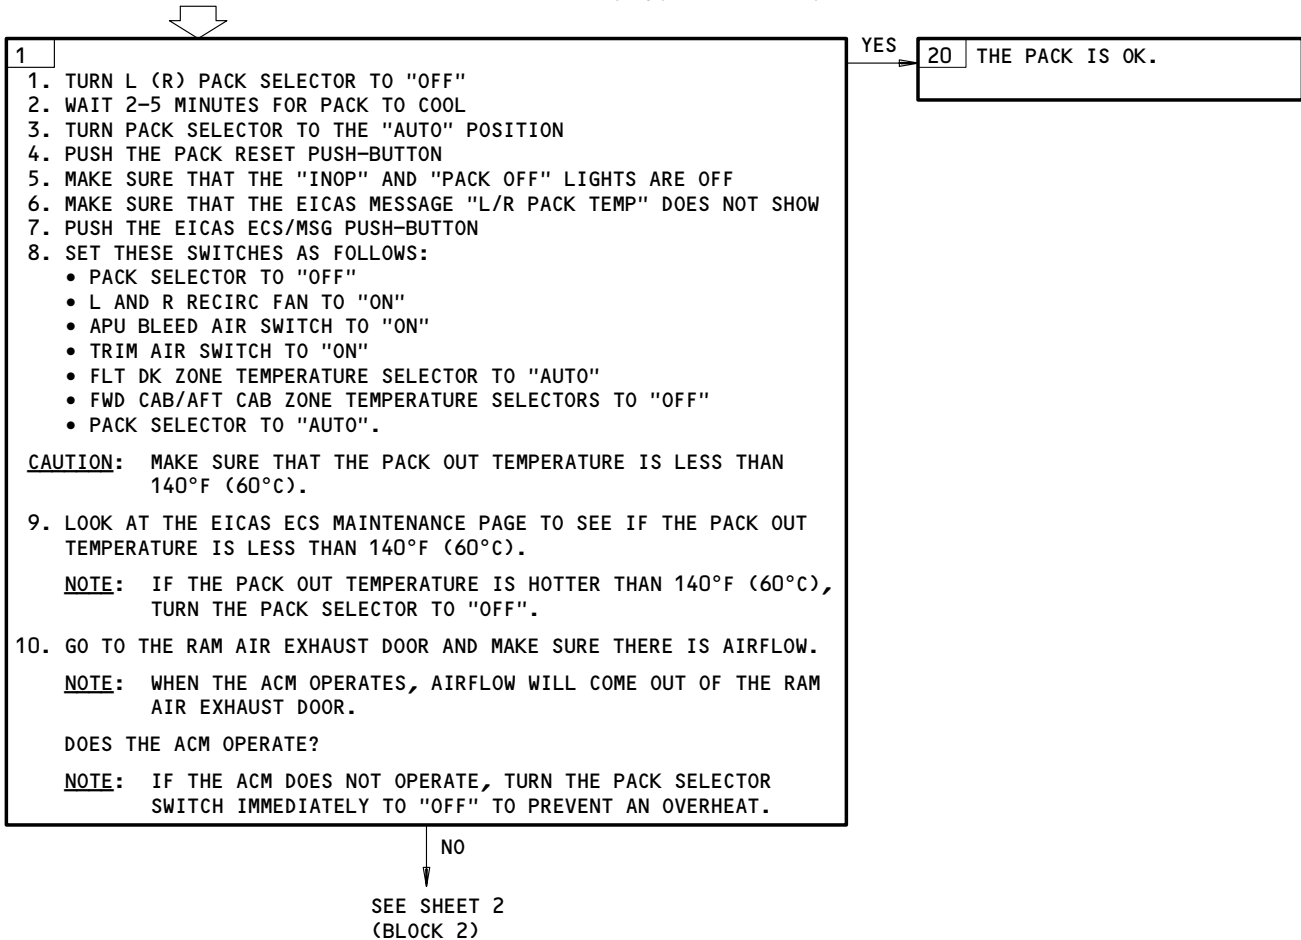 1
1. TURN L (R) PACK SELECTOR TO "OFF"
2. WAIT 2-5 MINUTES FOR PACK TO COOL
3. TURN PACK SELECTOR TO THE "AUTO" POSITION
4. PUSH THE PACK RESET PUSH-BUTTON
5. MAKE SURE THAT THE "INOP" AND "PACK OFF" LIGHTS ARE OFF
6. MAKE SURE THAT THE EICAS MESSAGE "L/R PACK TEMP" DOES NOT SHOW
7. PUSH THE EICAS ECS/MSG PUSH-BUTTON
8. SET THESE SWITCHES AS FOLLOWS:
• PACK SELECTOR TO "OFF"
• L AND R RECIRC FAN TO "ON"
• APU BLEED AIR SWITCH TO "ON"
• TRIM AIR SWITCH TO "ON"
• FLT DK ZONE TEMPERATURE SELECTOR TO "AUTO"
• FWD CAB/AFT CAB ZONE TEMPERATURE SELECTORS TO "OFF"
• PACK SELECTOR TO "AUTO".
CAUTION: MAKE SURE THAT THE PACK OUT TEMPERATURE IS LESS THAN
140°F (60°C).
9. LOOK AT THE EICAS ECS MAINTENANCE PAGE TO SEE IF THE PACK OUT
TEMPERATURE IS LESS THAN 140°F (60°C).
NOTE: IF THE PACK OUT TEMPERATURE IS HOTTER THAN 140°F (60°C),
TURN THE PACK SELECTOR TO "OFF".
10. GO TO THE RAM AIR EXHAUST DOOR AND MAKE SURE THERE IS AIRFLOW.
NOTE: WHEN THE ACM OPERATES, AIRFLOW WILL COME OUT OF THE RAM
AIR EXHAUST DOOR.
DOES THE ACM OPERATE?
NOTE: IF THE ACM DOES NOT OPERATE, TURN THE PACK SELECTOR
SWITCH IMMEDIATELY TO "OFF" TO PREVENT AN OVERHEAT.
YES
20 THE PACK IS OK.
NO
SEE SHEET 2
(BLOCK 2)